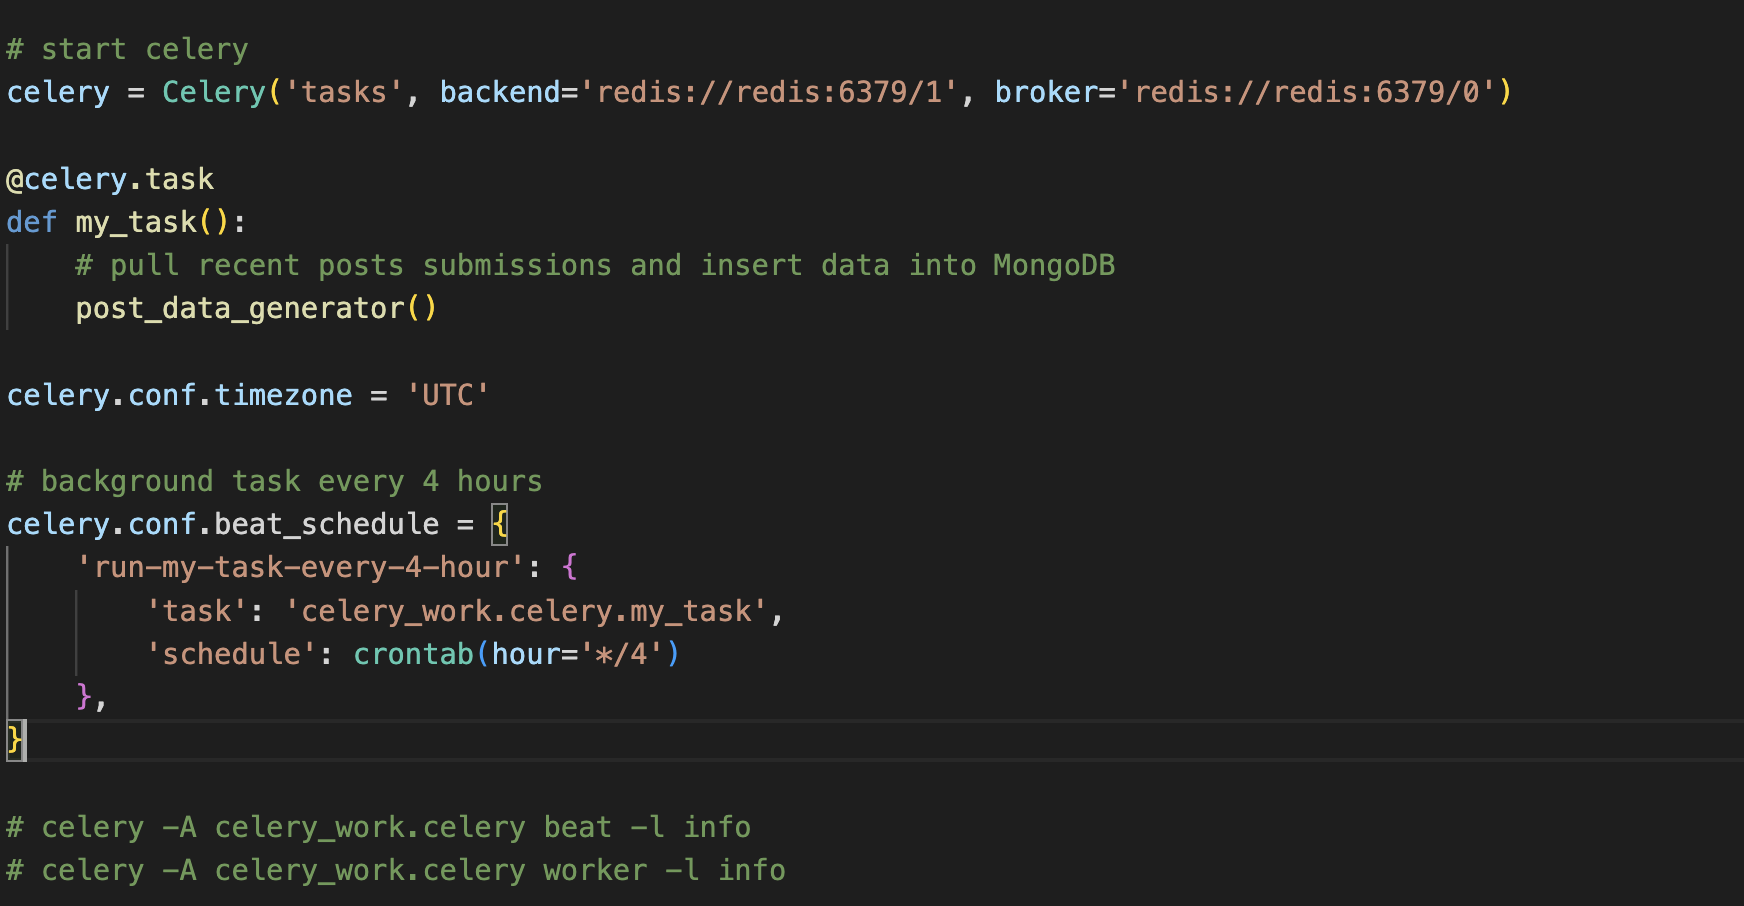 # start celery
celery = Celery('tasks', backend='redis://redis:6379/1', broker='redis://redis:6379/0')
@celery.task
def my_task():
    # pull recent posts submissions and insert data into MongoDB
    post_data_generator()
celery.conf.timezone = 'UTC'
# background task every 4 hours
celery.conf.beat_schedule = {
    'run-my-task-every-4-hour': {
        'task': 'celery_work.celery.my_task',
        'schedule': crontab(hour='*/4')
    },
}
# celery -A celery_work.celery beat -l info
# celery -A celery_work.celery worker -l info